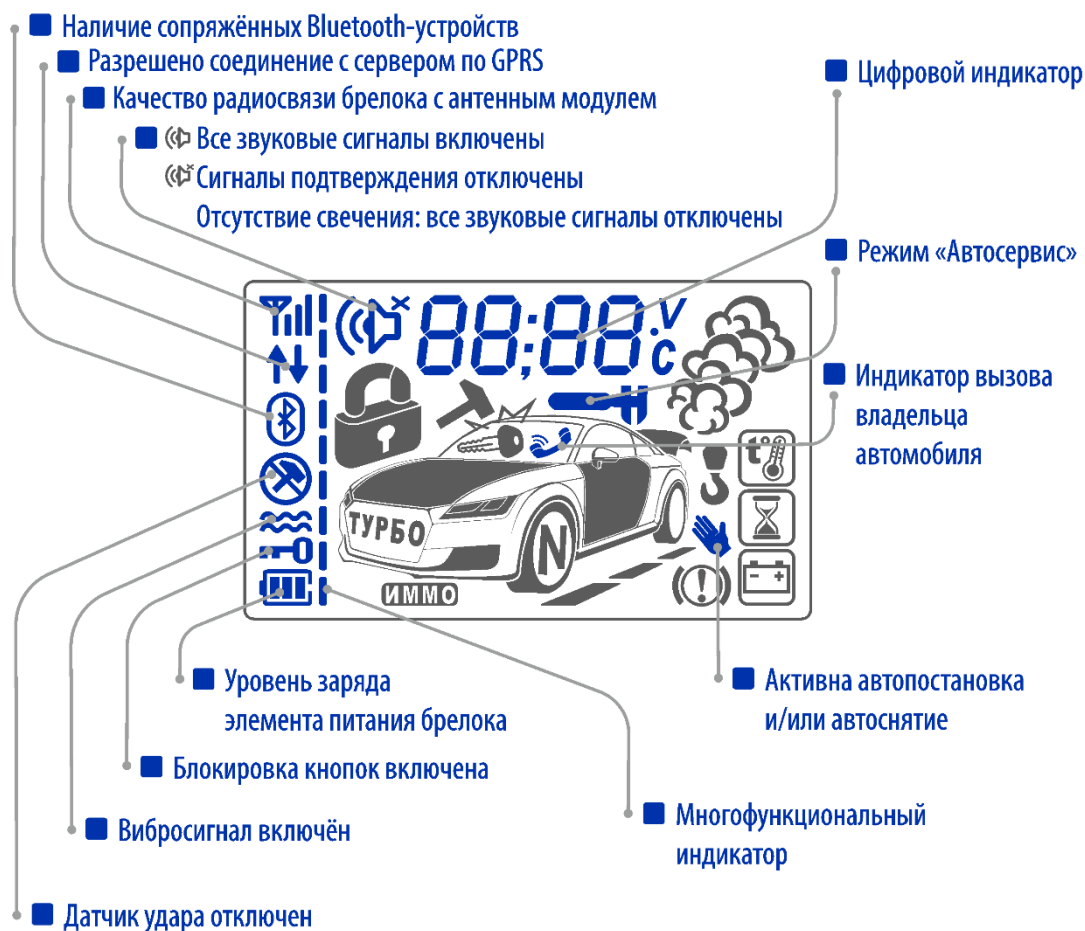 Наличие сопряжённых Bluetooth-устройств
Разрешено соединение с сервером по GPRS
Качество радиосвязи брелока с антенным модулем
Все звуковые сигналы включены
Сигналы подтверждения отключены
Отсутствие свечения: все звуковые сигналы отключены
Цифровой индикатор
Режим «Автосервис»
Индикатор вызова
владельца
автомобиля
88;88.V
C
t°
ТУРБО
N
ИММО
Уровень заряда
элемента питания брелока
Блокировка кнопок включена
Вибросигнал включён
Датчик удара отключен
Активна автопостановка
и/или автоснятие
Многофункциональный
индикатор